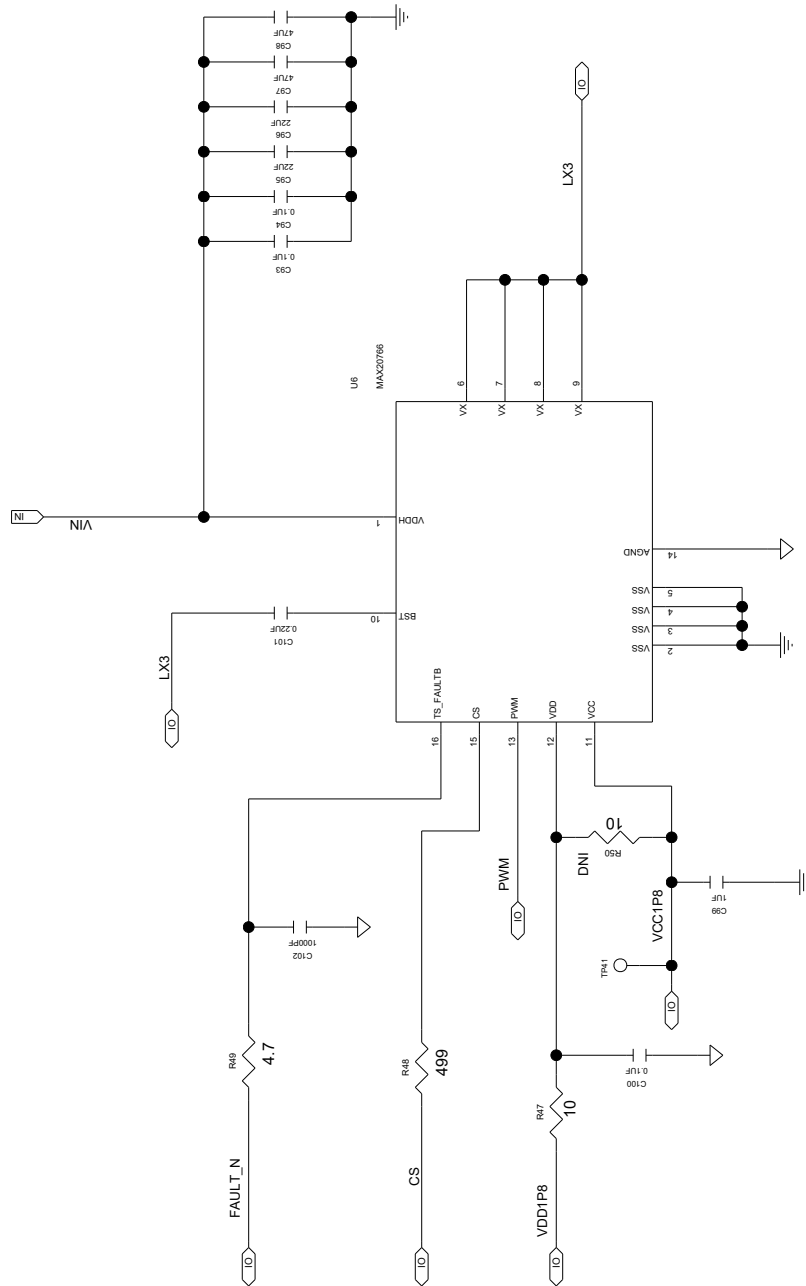 47UF
C98
47UF
C97
22UF
C96
22UF
C95
0.1UF
C94
0.1UF
C93
IO
LX3
U6
MAX20766
6
VX
7
VX
8
VX
9
VX
IN
VIN
1
VDDH
14
AGND
5
VSS
4
VSS
3
VSS
2
VSS
10
BST
0.22UF
C101
LX3
IO
16
TS_FAULTB
15
CS
13
PWM
12
VDD
11
VCC
PWM
IO
DNI
10
R50
VCC1P8
1UF
C99
TP41
IO
1000PF
C102
R49
4.7
R48
499
R47
10
0.1UF
C100
FAULT_N
IO
CS
IO
VDD1P8
IO